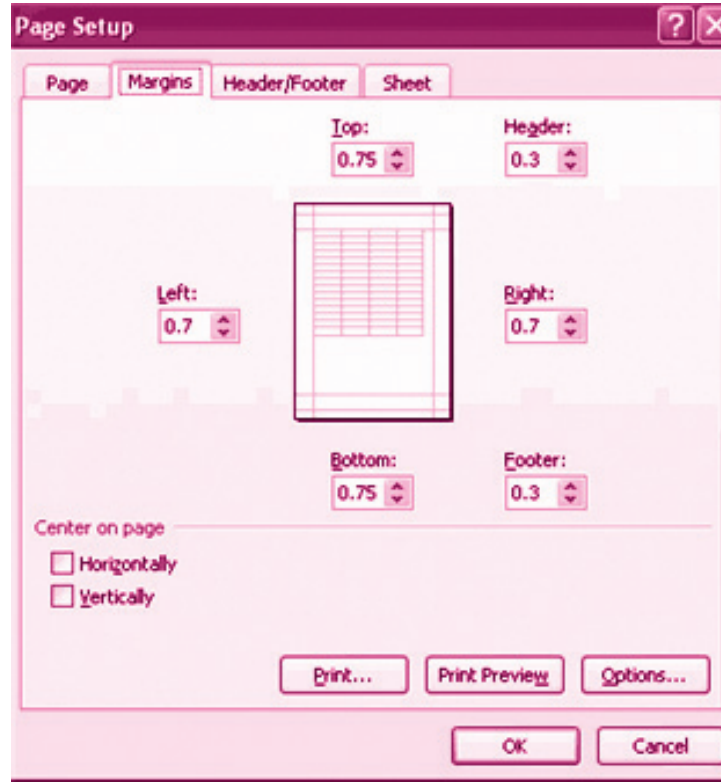 Page Setup ? X
Page Margins Header/Footer Sheet
Top: Header:
0.75 0.3
Left: Right:
0.7 0.7
Bottom: Footer:
0.75 0.3
Center on page
Horizontally
Vertically
Print... Print Preview Options...
OK Cancel